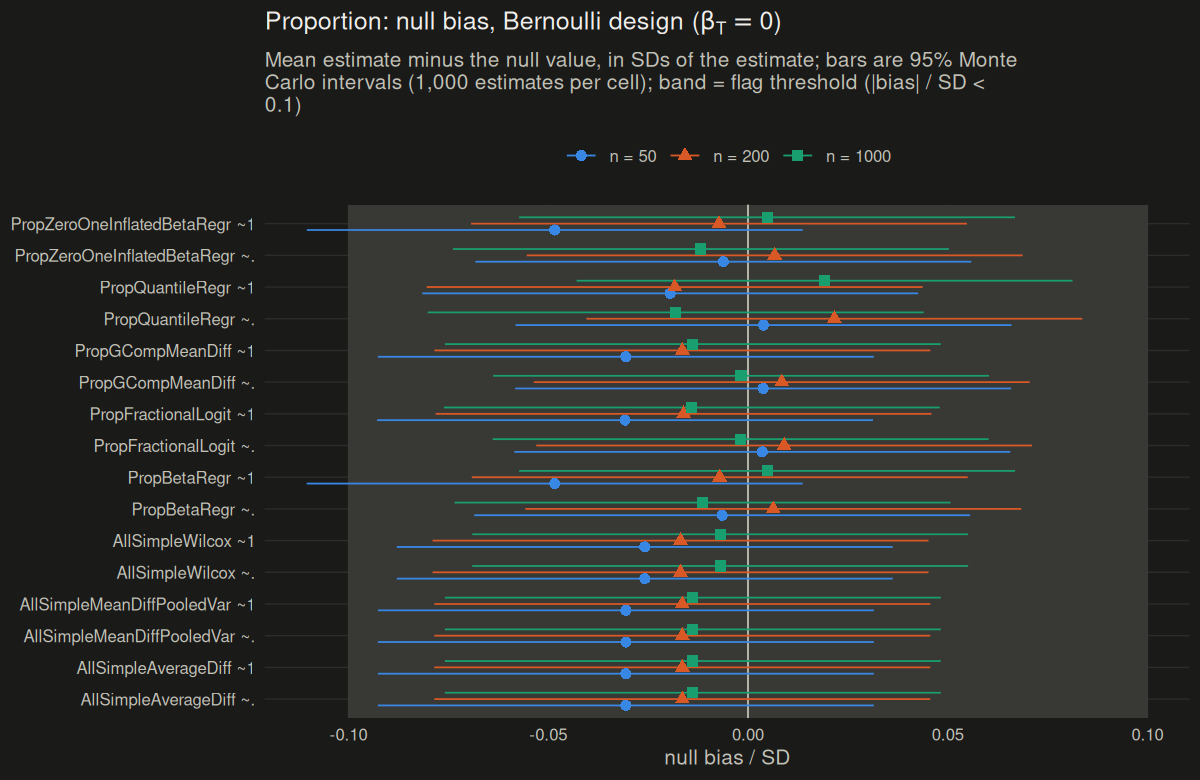 Proportion: null bias, Bernoulli design (βT = 0)
Mean estimate minus the null value, in SDs of the estimate; bars are 95% Monte
Carlo intervals (1,000 estimates per cell); band = flag threshold (|bias| / SD <
0.1)
n = 50 n = 200 n = 1000
PropZeroOneInflatedBetaRegr ~1
PropZeroOneInflatedBetaRegr ~.
PropQuantileRegr ~1
PropQuantileRegr ~.
PropGCompMeanDiff ~1
PropGCompMeanDiff ~.
PropFractionalLogit ~1
PropFractionalLogit ~.
PropBetaRegr ~1
PropBetaRegr ~.
AllSimpleWilcox ~1
AllSimpleWilcox ~.
AllSimpleMeanDiffPooledVar ~1
AllSimpleMeanDiffPooledVar ~.
AllSimpleAverageDiff ~1
AllSimpleAverageDiff ~.
-0.10 -0.05 0.00 0.05 0.10
null bias / SD